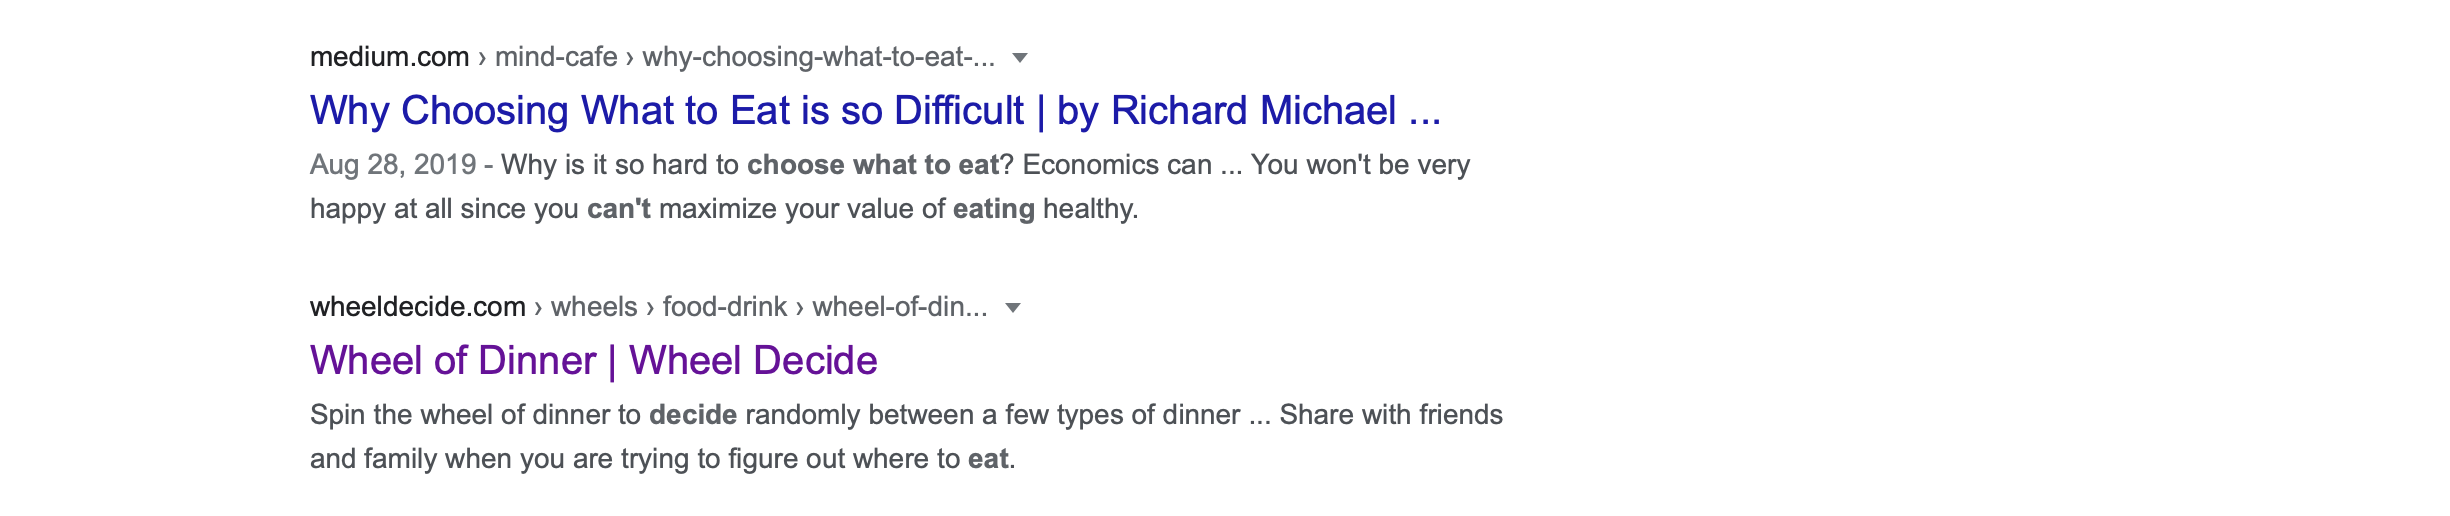 medium.com › mind-cafe › why-choosing-what-to-eat-...
Why Choosing What to Eat is so Difficult | by Richard Michael ...
Aug 28, 2019 - Why is it so hard to choose what to eat? Economics can ... You won't be very
happy at all since you can't maximize your value of eating healthy.
wheeldecide.com › wheels › food-drink › wheel-of-din...
Wheel of Dinner | Wheel Decide
Spin the wheel of dinner to decide randomly between a few types of dinner ... Share with friends
and family when you are trying to figure out where to eat.